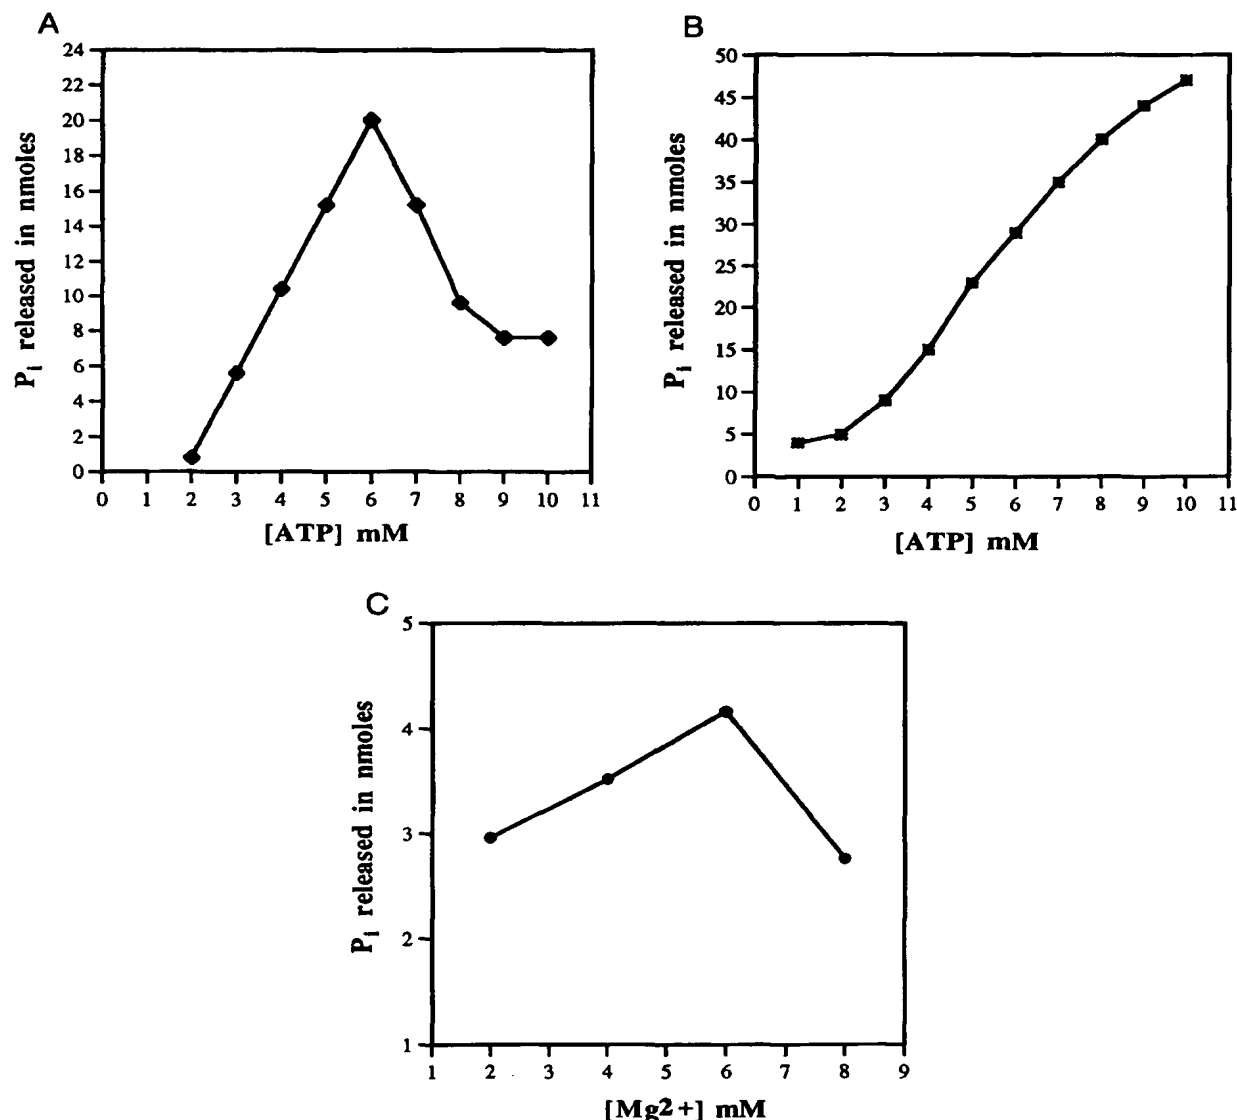 A
P_i released in nmoles
24
22
20
18
16
14
12
10
8
6
4
2
0
0 1 2 3 4 5 6 7 8 9 10 11
[ATP] mM
B
P_i released in nmoles
50
45
40
35
30
25
20
15
10
5
0
0 1 2 3 4 5 6 7 8 9 10 11
[ATP] mM
C
P_i released in nmoles
5
4
3
2
1
1 2 3 4 5 6 7 8 9
[Mg2+] mM